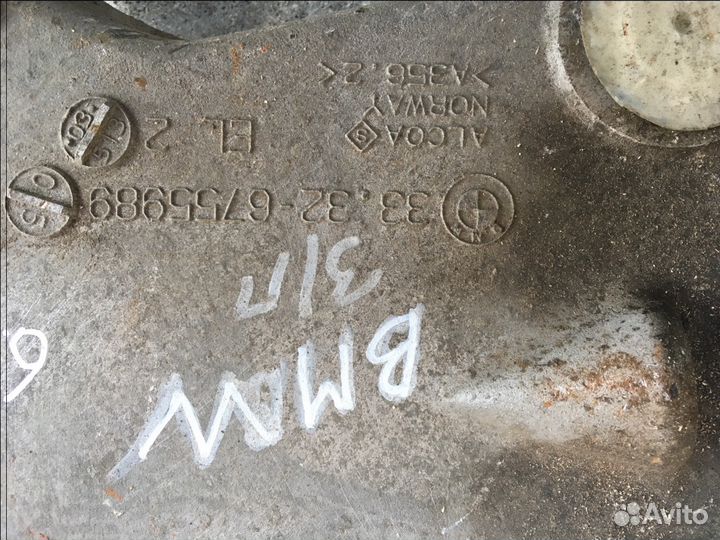 BMW
З/П
33.32-6755989
EL. 2
ALCOA
NORWAY
>A356.2<
Avito